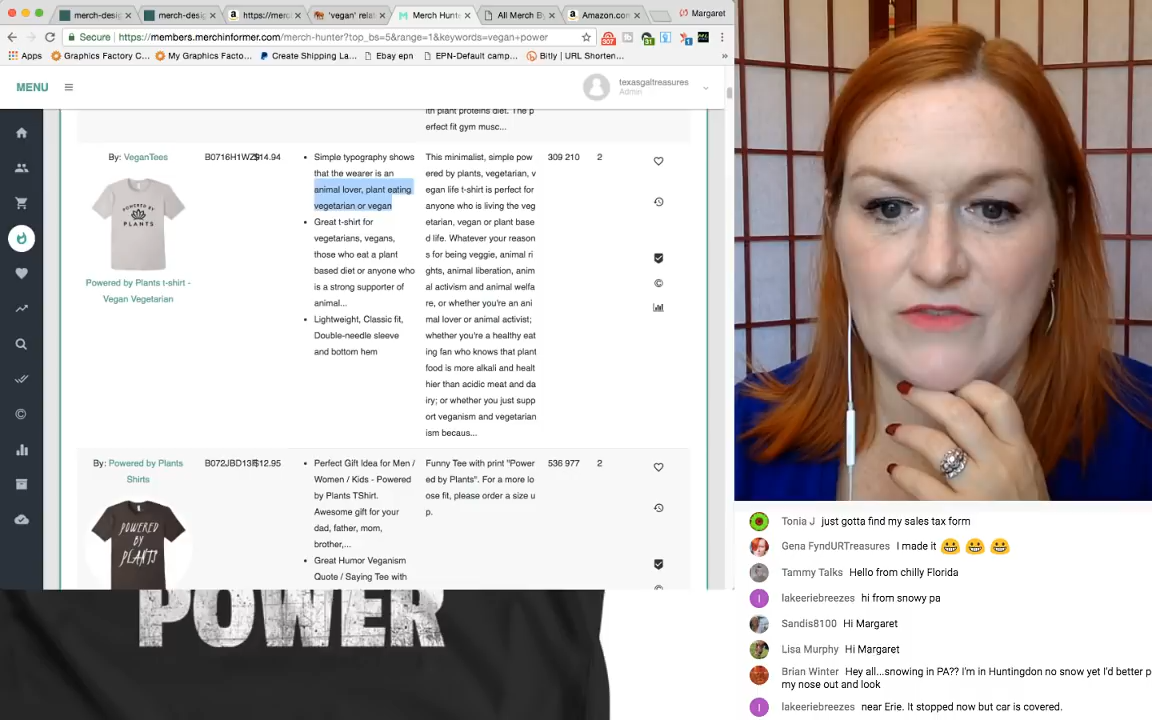 merch-desig
merch-desig
https://merc
'vegan' relat
Merch Hunte
All Merch By
Amazon.com
Margaret
Secure
https://members.merchinformer.com/merch-hunter?top_bs=5&range=1&keywords=vegan+power
307
31
1
Apps
Graphics Factory C...
My Graphics Facto...
Create Shipping La...
Ebay epn
EPN-Default camp...
Bitly | URL Shorten...
»
MENU
texasgaltreasures
Admin
ith plant proteins diet. The p
erfect fit gym musc...
By: VeganTees
B0716H1WZ9
$14.94
Simple typography shows
that the wearer is an
animal lover, plant eating
vegetarian or vegan
Great t-shirt for
vegetarians, vegans,
those who eat a plant
based diet or anyone who
is a strong supporter of
animal...
Lightweight, Classic fit,
Double-needle sleeve
and bottom hem
This minimalist, simple pow
ered by plants, vegetarian, v
egan life t-shirt is perfect for
anyone who is living the veg
etarian, vegan or plant base
d life. Whatever your reason
s for being veggie, animal ri
ghts, animal liberation, anim
al activism and animal welfa
re, or whether you're an ani
mal lover or animal activist;
whether you're a healthy eat
ing fan who knows that plant
food is more alkali and healt
hier than acidic meat and da
iry; or whether you just supp
ort veganism and vegetarian
ism becaus...
309 210
2
POWERED BY
PLANTS
Powered by Plants t-shirt -
Vegan Vegetarian
By: Powered by Plants
Shirts
$12.95
Perfect Gift Idea for Men /
Women / Kids - Powered
by Plants TShirt.
Awesome gift for your
dad, father, mom,
brother,...
Great Humor Veganism
Quote / Saying Tee with
Funny Tee with print "Power
ed by Plants". For a more lo
ose fit, please order a size u
p.
536 977
2
POWERED
BY
PLANTS
POWER
Tonia J just gotta find my sales tax form
Gena FyndURTreasures I made it
Tammy Talks Hello from chilly Florida
lakeeriebreezes hi from snowy pa
Sandis8100 Hi Margaret
Lisa Murphy Hi Margaret
Brian Winter Hey all...snowing in PA?? I'm in Huntingdon no snow yet I'd better p
my nose out and look
lakeeriebreezes near Erie. It stopped now but car is covered.